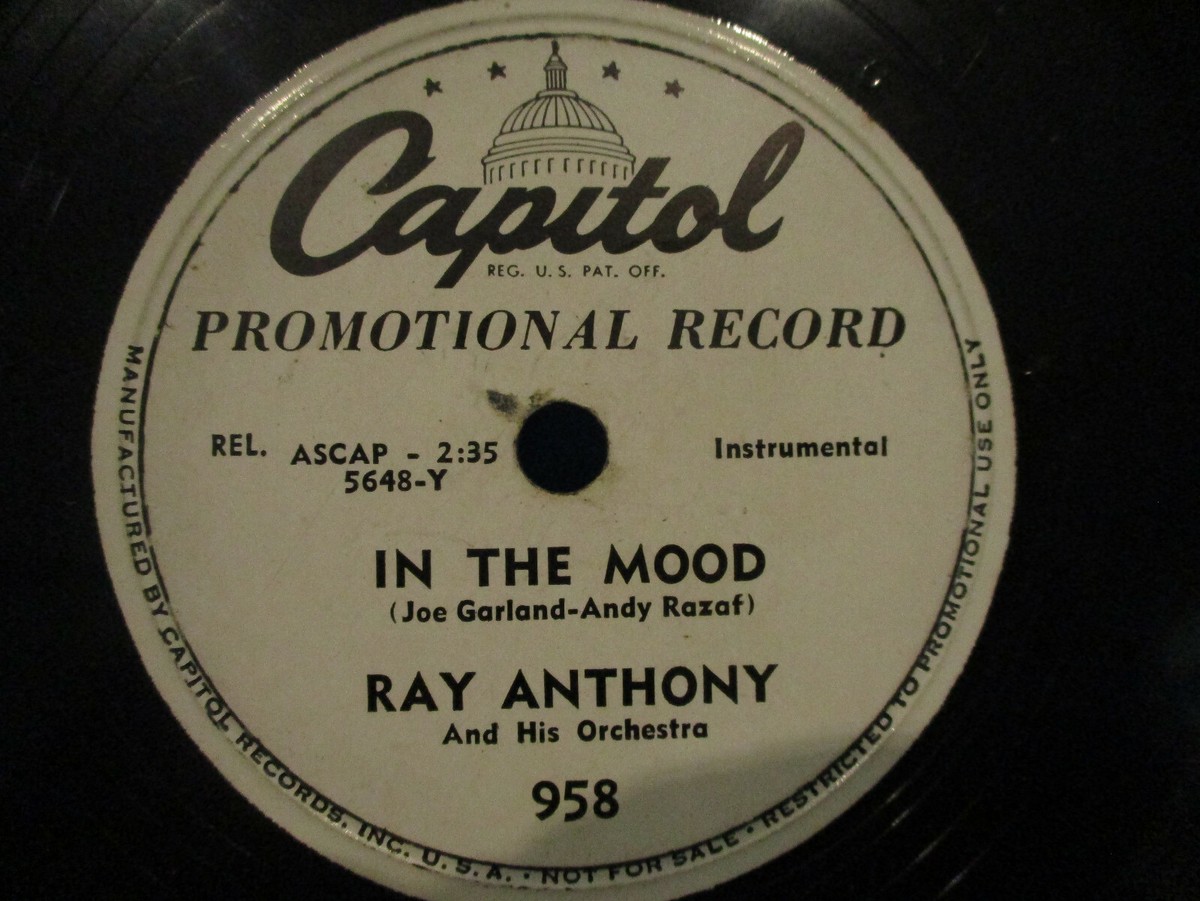 Capitol
REG. U.S. PAT. OFF.
PROMOTIONAL RECORD
REL. ASCAP - 2:35
5648-Y
Instrumental
IN THE MOOD
(Joe Garland-Andy Razaf)
RAY ANTHONY
And His Orchestra
958
MANUFACTURED BY CAPITOL RECORDS, INC. U.S.A. • NOT FOR SALE • RESTRICTED TO PROMOTIONAL USE ONLY